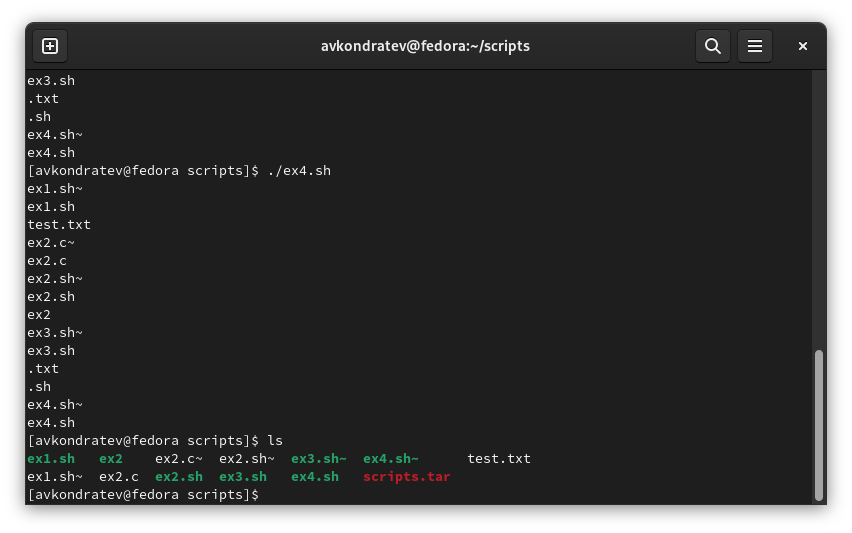 avkondratev@fedora:~/scripts
ex3.sh
.txt
.sh
ex4.sh~
ex4.sh
[avkondratev@fedora scripts]$ ./ex4.sh
ex1.sh~
ex1.sh
test.txt
ex2.c~
ex2.c
ex2.sh~
ex2.sh
ex2
ex3.sh~
ex3.sh
.txt
.sh
ex4.sh~
ex4.sh
[avkondratev@fedora scripts]$ ls
ex1.sh   ex2    ex2.c~  ex2.sh~  ex3.sh~  ex4.sh~      test.txt
ex1.sh~  ex2.c  ex2.sh  ex3.sh   ex4.sh   scripts.tar
[avkondratev@fedora scripts]$